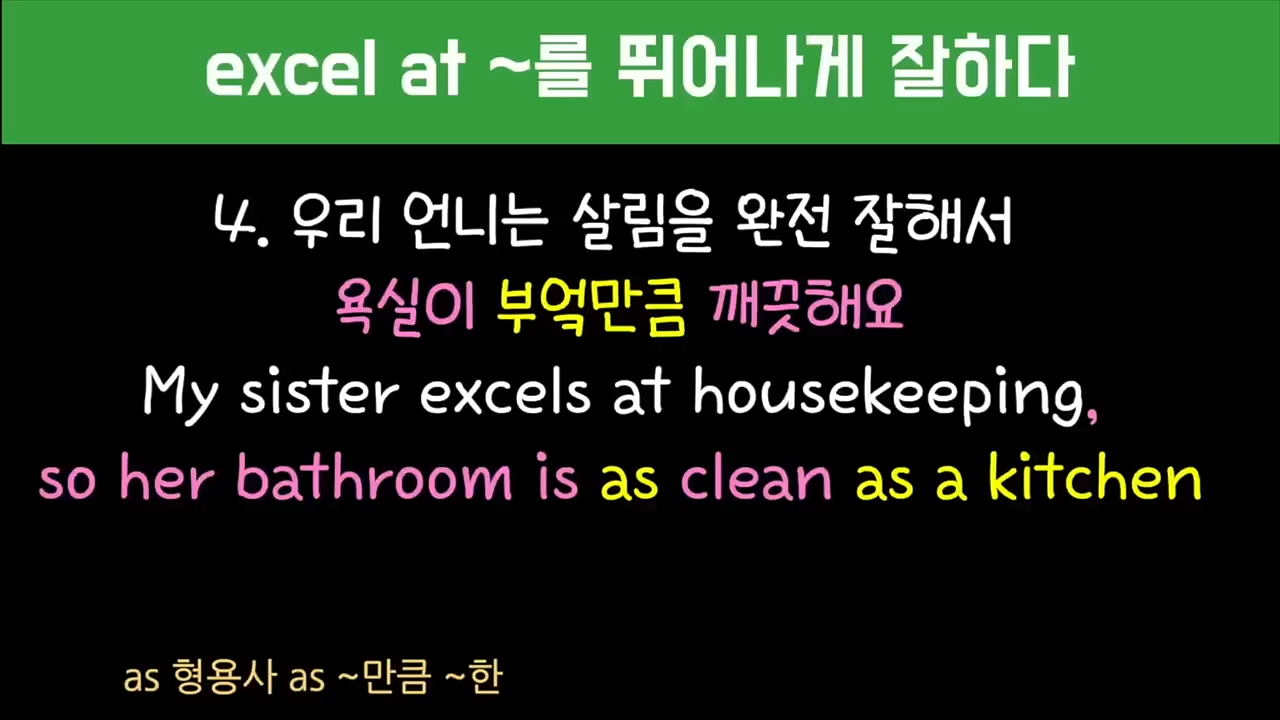 excel at ~를 뛰어나게 잘하다
4. 우리 언니는 살림을 완전 잘해서
욕실이 부엌만큼 깨끗해요
My sister excels at housekeeping,
so her bathroom is as clean as a kitchen
as 형용사 as ~만큼 ~한